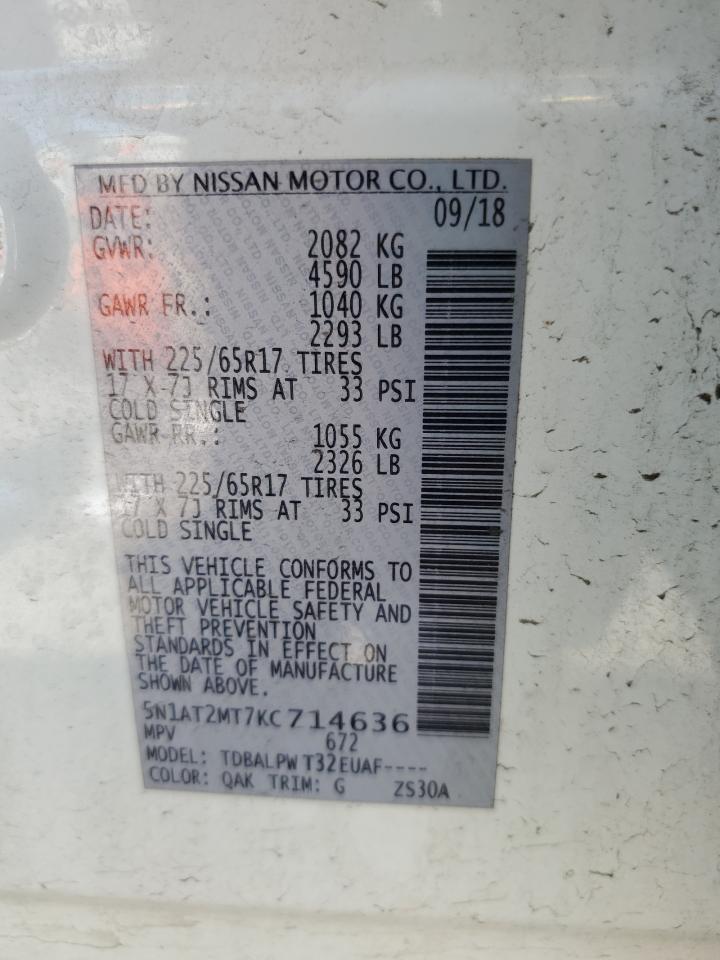 MFD BY NISSAN MOTOR CO., LTD.
DATE: 09/18
GVWR: 2082 KG
4590 LB
GAWR FR.: 1040 KG
2293 LB
WITH 225/65R17 TIRES
17 X 7J RIMS AT 33 PSI
COLD SINGLE
GAWR RR.: 1055 KG
2326 LB
WITH 225/65R17 TIRES
17 X 7J RIMS AT 33 PSI
COLD SINGLE
THIS VEHICLE CONFORMS TO
ALL APPLICABLE FEDERAL
MOTOR VEHICLE SAFETY AND
THEFT PREVENTION
STANDARDS IN EFFECT ON
THE DATE OF MANUFACTURE
SHOWN ABOVE.
5N1AT2MT7KC714636
MPV 672
MODEL: TDBALPW T32EUAF----
COLOR: QAK TRIM: G ZS30A